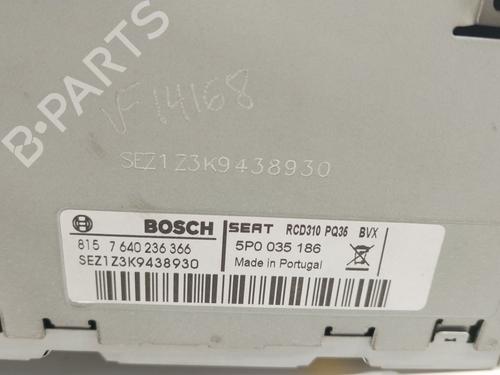 B-PARTS
VF14168
SEZ1Z3K9438930
BOSCH SEAT RCD310 PQ35 BVX
815 7 640 236 366 5P0 035 186
SEZ1Z3K9438930 Made in Portugal